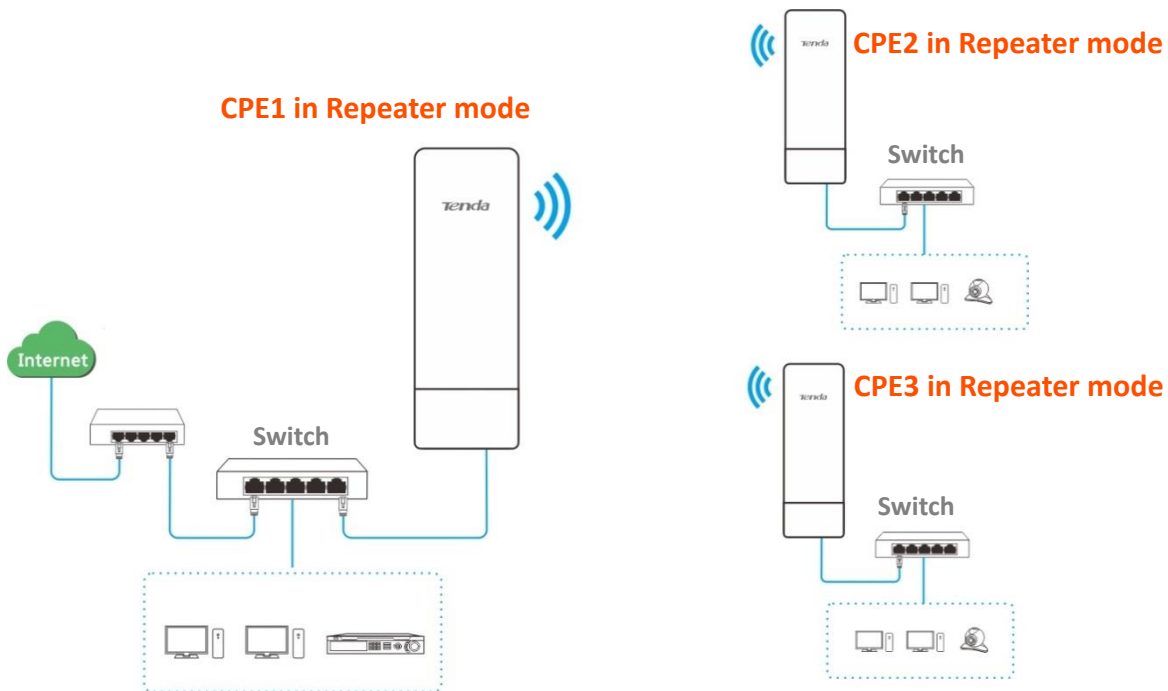 CPE1 in Repeater mode
Tenda
Internet
Switch
Tenda
CPE2 in Repeater mode
Switch
Tenda
CPE3 in Repeater mode
Switch